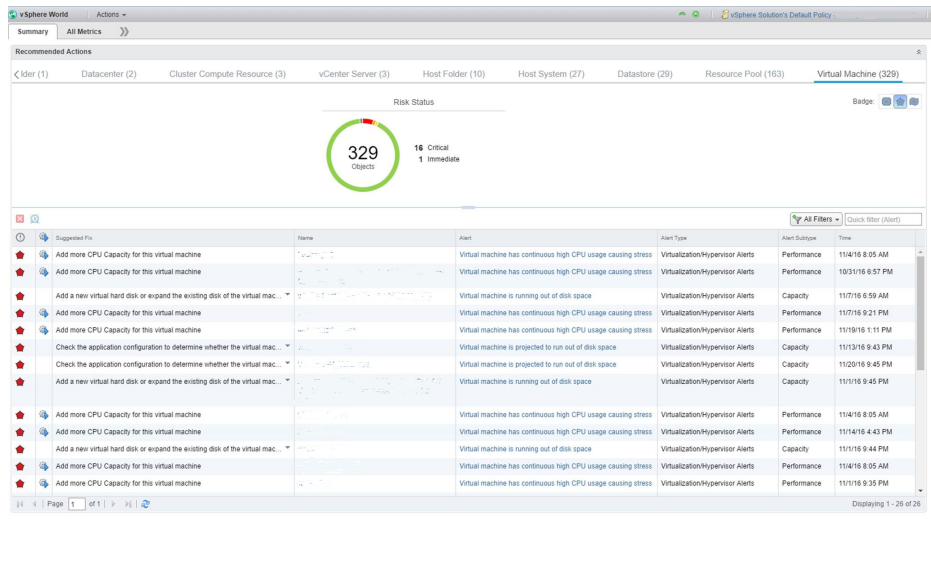 vSphere World Actions vSphere Solution's Default Policy
Summary All Metrics
Recommended Actions
lder (1) Datacenter (2) Cluster Compute Resource (3) vCenter Server (3) Host Folder (10) Host System (27) Datastore (29) Resource Pool (163) Virtual Machine (329)
Risk Status Badge:
329
Objects
16 Critical
1 Immediate
All Filters Quick filter (Alert)
Suggested Fix Name Alert Alert Type Alert Subtype Time
Add more CPU Capacity for this virtual machine Virtual machine has continuous high CPU usage causing stress Virtualization/Hypervisor Alerts Performance 11/4/16 8:05 AM
Add more CPU Capacity for this virtual machine Virtual machine has continuous high CPU usage causing stress Virtualization/Hypervisor Alerts Performance 10/31/16 6:57 PM
Add a new virtual hard disk or expand the existing disk of the virtual mac... Virtual machine is running out of disk space Virtualization/Hypervisor Alerts Capacity 11/7/16 6:59 AM
Add more CPU Capacity for this virtual machine Virtual machine has continuous high CPU usage causing stress Virtualization/Hypervisor Alerts Performance 11/7/16 9:21 PM
Add more CPU Capacity for this virtual machine Virtual machine has continuous high CPU usage causing stress Virtualization/Hypervisor Alerts Performance 11/19/16 1:11 PM
Check the application configuration to determine whether the virtual mac... Virtual machine is projected to run out of disk space Virtualization/Hypervisor Alerts Capacity 11/13/16 9:43 PM
Check the application configuration to determine whether the virtual mac... Virtual machine is projected to run out of disk space Virtualization/Hypervisor Alerts Capacity 11/20/16 9:45 PM
Add a new virtual hard disk or expand the existing disk of the virtual mac... Virtual machine is running out of disk space Virtualization/Hypervisor Alerts Capacity 11/1/16 9:45 PM
Add more CPU Capacity for this virtual machine Virtual machine has continuous high CPU usage causing stress Virtualization/Hypervisor Alerts Performance 11/4/16 8:05 AM
Add more CPU Capacity for this virtual machine Virtual machine has continuous high CPU usage causing stress Virtualization/Hypervisor Alerts Performance 11/14/16 4:43 PM
Add a new virtual hard disk or expand the existing disk of the virtual mac... Virtual machine is running out of disk space Virtualization/Hypervisor Alerts Capacity 11/1/16 9:44 PM
Add more CPU Capacity for this virtual machine Virtual machine has continuous high CPU usage causing stress Virtualization/Hypervisor Alerts Performance 11/4/16 8:05 AM
Add more CPU Capacity for this virtual machine Virtual machine has continuous high CPU usage causing stress Virtualization/Hypervisor Alerts Performance 11/1/16 9:35 PM
Page 1 of 1 Displaying 1 - 26 of 26